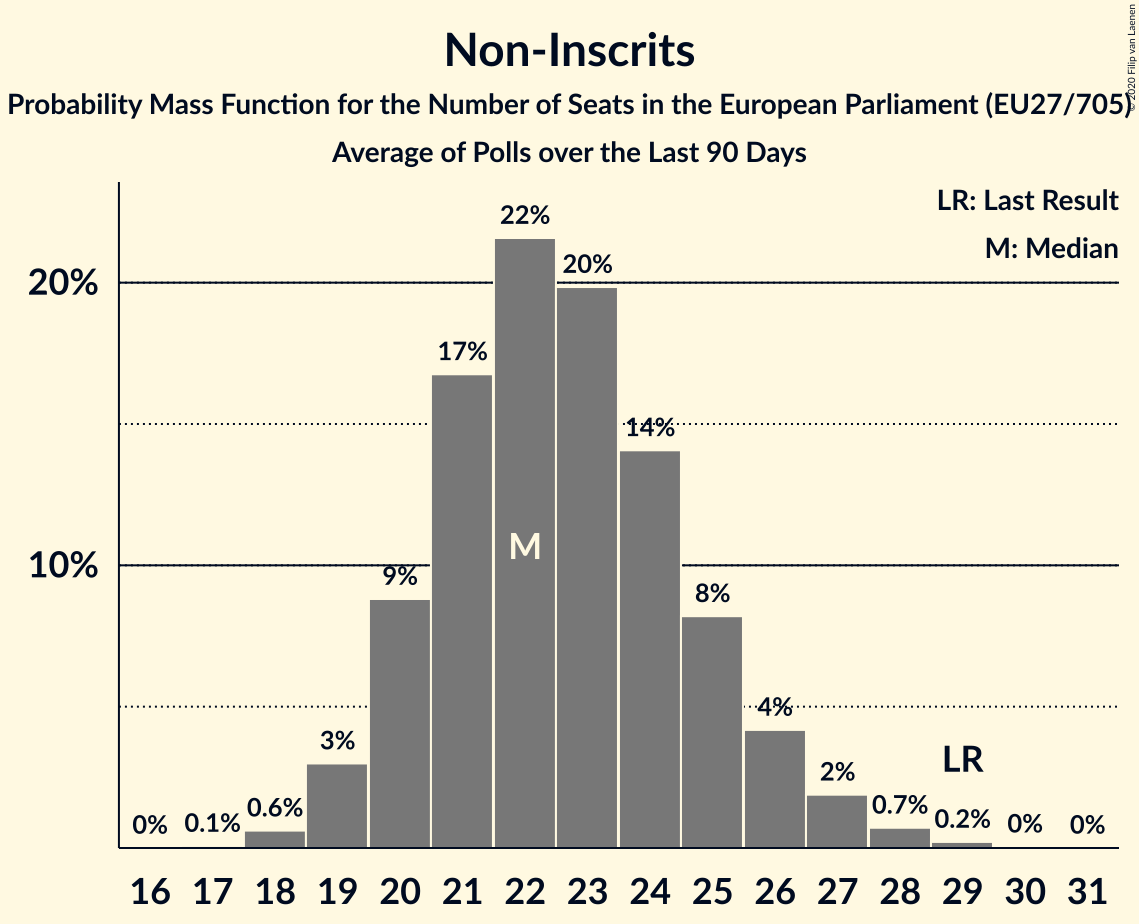 Non-Inscrits
Probability Mass Function for the Number of Seats in the European Parliament (EU27/705)
Average of Polls over the Last 90 Days
© 2020 Filip van Laenen
LR: Last Result
M: Median
20%
10%
0%
0.1%
0.6%
3%
9%
17%
22%
20%
14%
8%
4%
2%
0.7%
0.2%
0%
0%
M
LR
16 17 18 19 20 21 22 23 24 25 26 27 28 29 30 31